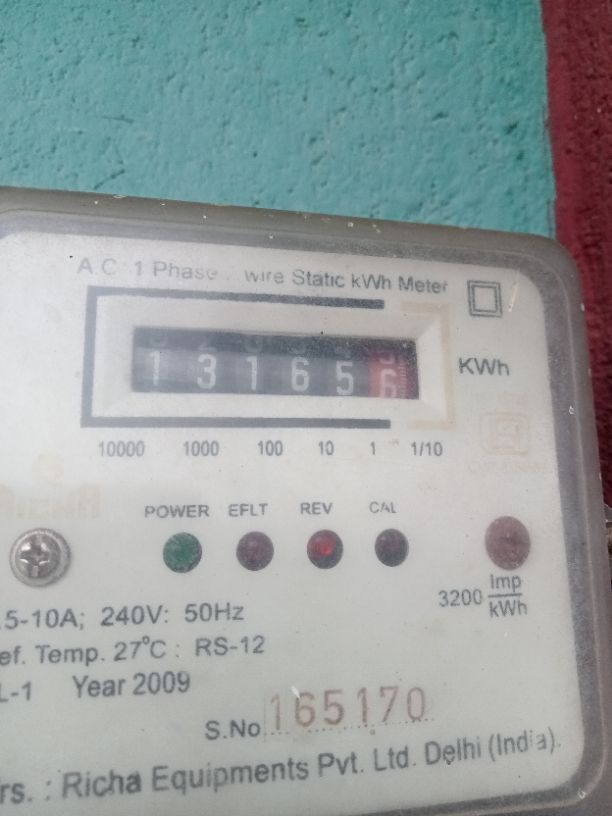 A.C 1 Phase wire Static kWh Meter
1 3 1 6 5 6
KWh
10000 1000 100 10 1 1/10
POWER EFLT REV CAL
3200 Imp/kWh
.5-10A; 240V: 50Hz
ef. Temp. 27°C : RS-12
L-1 Year 2009
S.No 165170
rs. : Richa Equipments Pvt. Ltd. Delhi (India).